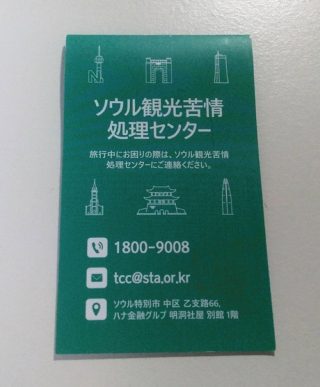 ソウル観光苦情
処理センター
旅行中にお困りの際は、ソウル観光苦情
処理センターにご連絡ください。
1800-9008
tcc@sta.or.kr
ソウル特別市 中区 乙支路66,
ハナ金融グルプ 明洞社屋 別館 1階